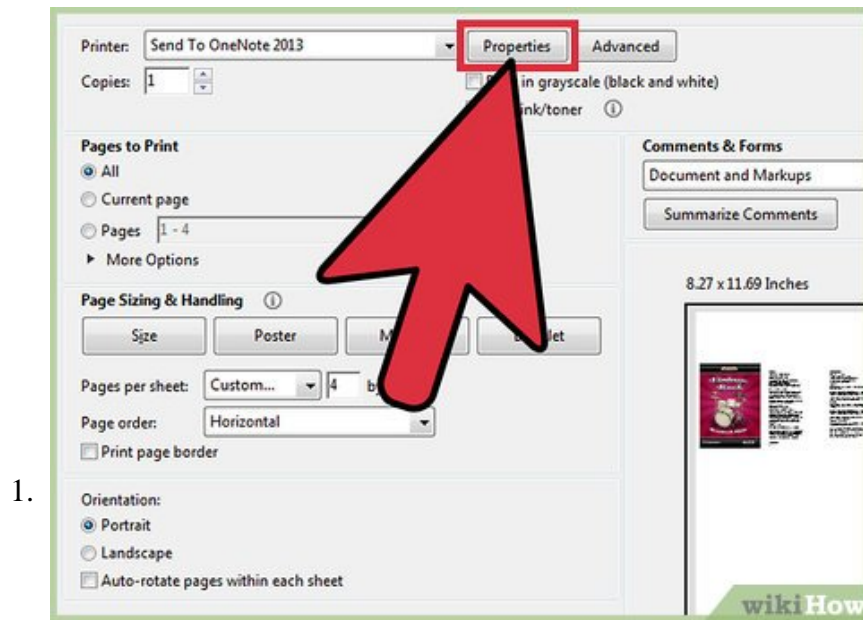 Printer: Send To OneNote 2013 Properties Advanced
Copies: 1 in grayscale (black and white)
ink/toner
Pages to Print
All
Current page
Pages 1 - 4
More Options
Comments & Forms
Document and Markups
Summarize Comments
Page Sizing & Handling
Size Poster
Pages per sheet: Custom... 4
Page order: Horizontal
Print page border
8.27 x 11.69 Inches
1.
Orientation:
Portrait
Landscape
Auto-rotate pages within each sheet
wikiHow